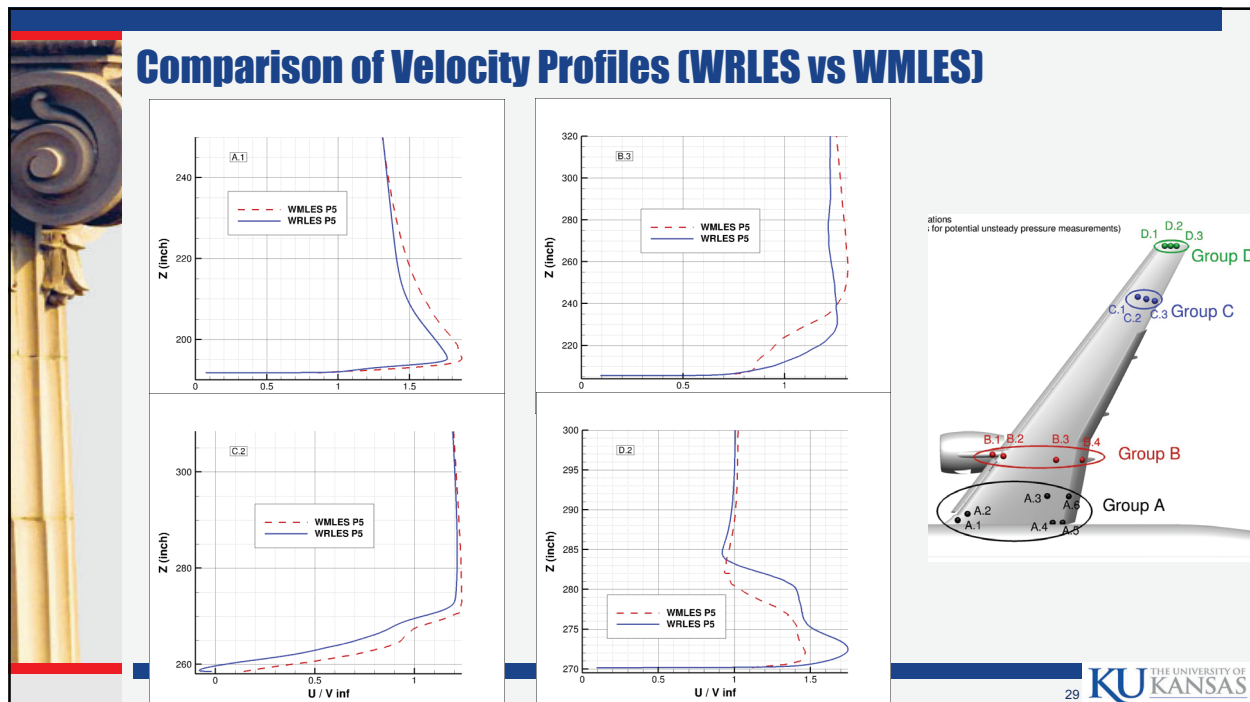 Comparison of Velocity Profiles (WRLES vs WMLES)
A.1
WMLES P5
WRLES P5
Z (inch)
240
220
200
0 0.5 1 1.5
B.3
WMLES P5
WRLES P5
Z (inch)
320
300
280
260
240
220
0 0.5 1
C.2
WMLES P5
WRLES P5
Z (inch)
300
280
260
0 0.5 1
U / V inf
D.2
WMLES P5
WRLES P5
Z (inch)
300
295
290
285
280
275
270
0 0.5 1 1.5
U / V inf
ations
s for potential unsteady pressure measurements)
D.1 D.2 D.3
Group D
C.1 C.2 C.3 Group C
B.1 B.2 B.3 B.4
Group B
A.3 A.6
Group A
A.2
A.1 A.4 A.5
29
KU THE UNIVERSITY OF
KANSAS